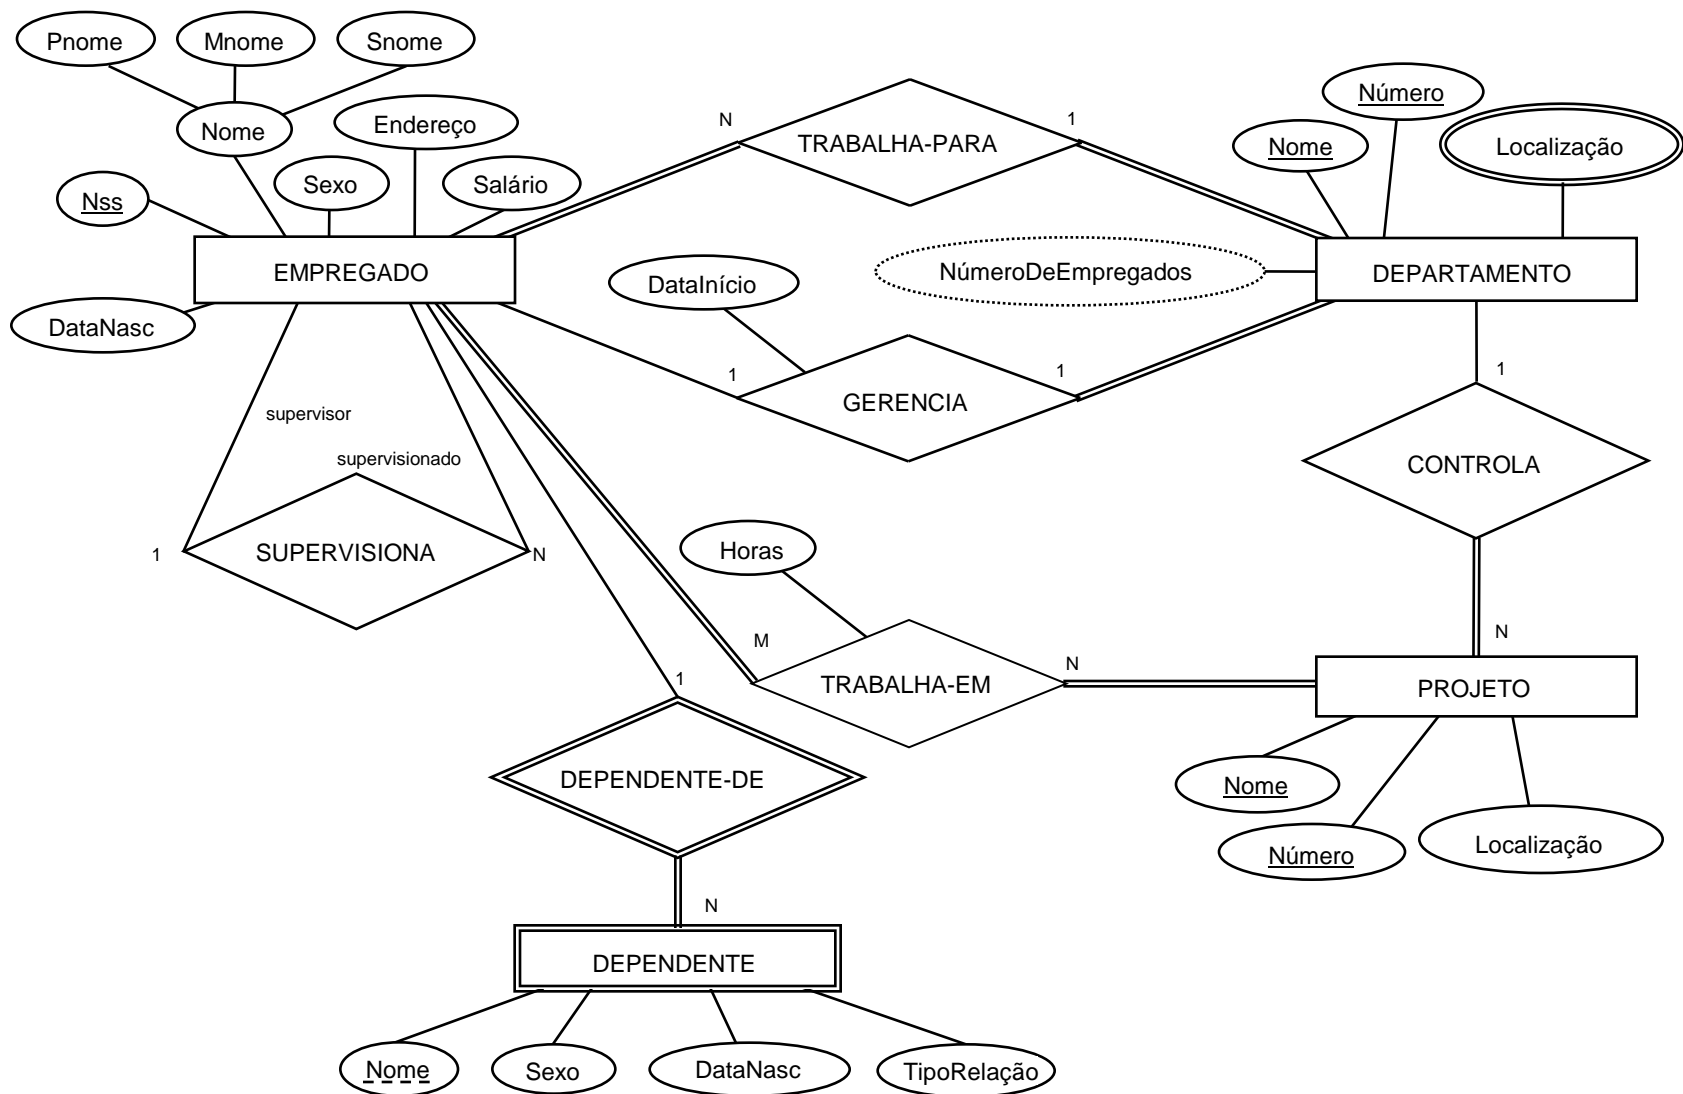 Pnome
Mnome
Snome
Nome
Endereço
Sexo
Salário
Nss
EMPREGADO
DataNasc
N
TRABALHA-PARA
1
Número
Nome
Localização
NúmeroDeEmpregados
DEPARTAMENTO
DataInício
1
GERENCIA
1
supervisor
supervisionado
1
SUPERVISIONA
N
1
CONTROLA
N
Horas
M
TRABALHA-EM
N
PROJETO
Nome
Número
Localização
1
DEPENDENTE-DE
N
DEPENDENTE
Nome
Sexo
DataNasc
TipoRelação